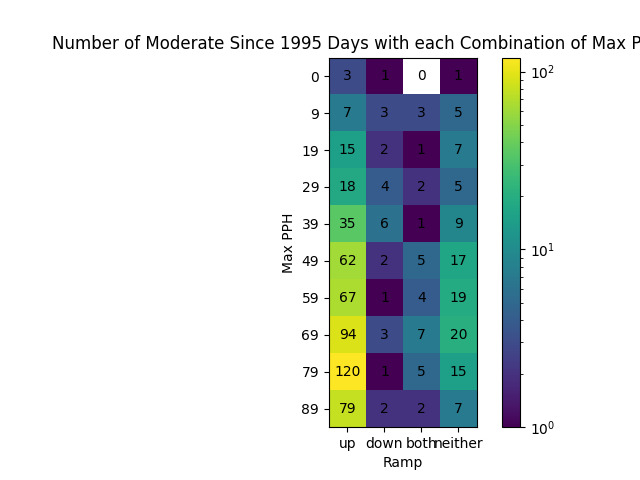 Number of Moderate Since 1995 Days with each Combination of Max P
0 3 1 0 1
9 7 3 3 5
19 15 2 1 7
29 18 4 2 5
39 35 6 1 9
49 62 2 5 17
59 67 1 4 19
69 94 3 7 20
79 120 1 5 15
89 79 2 2 7
up down both neither
Ramp
Max PPH
10²
10¹
10⁰